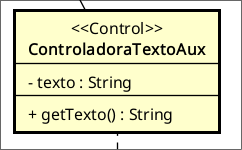 <<Control>>
ControladoraTextoAux
- texto : String
+ getTexto() : String